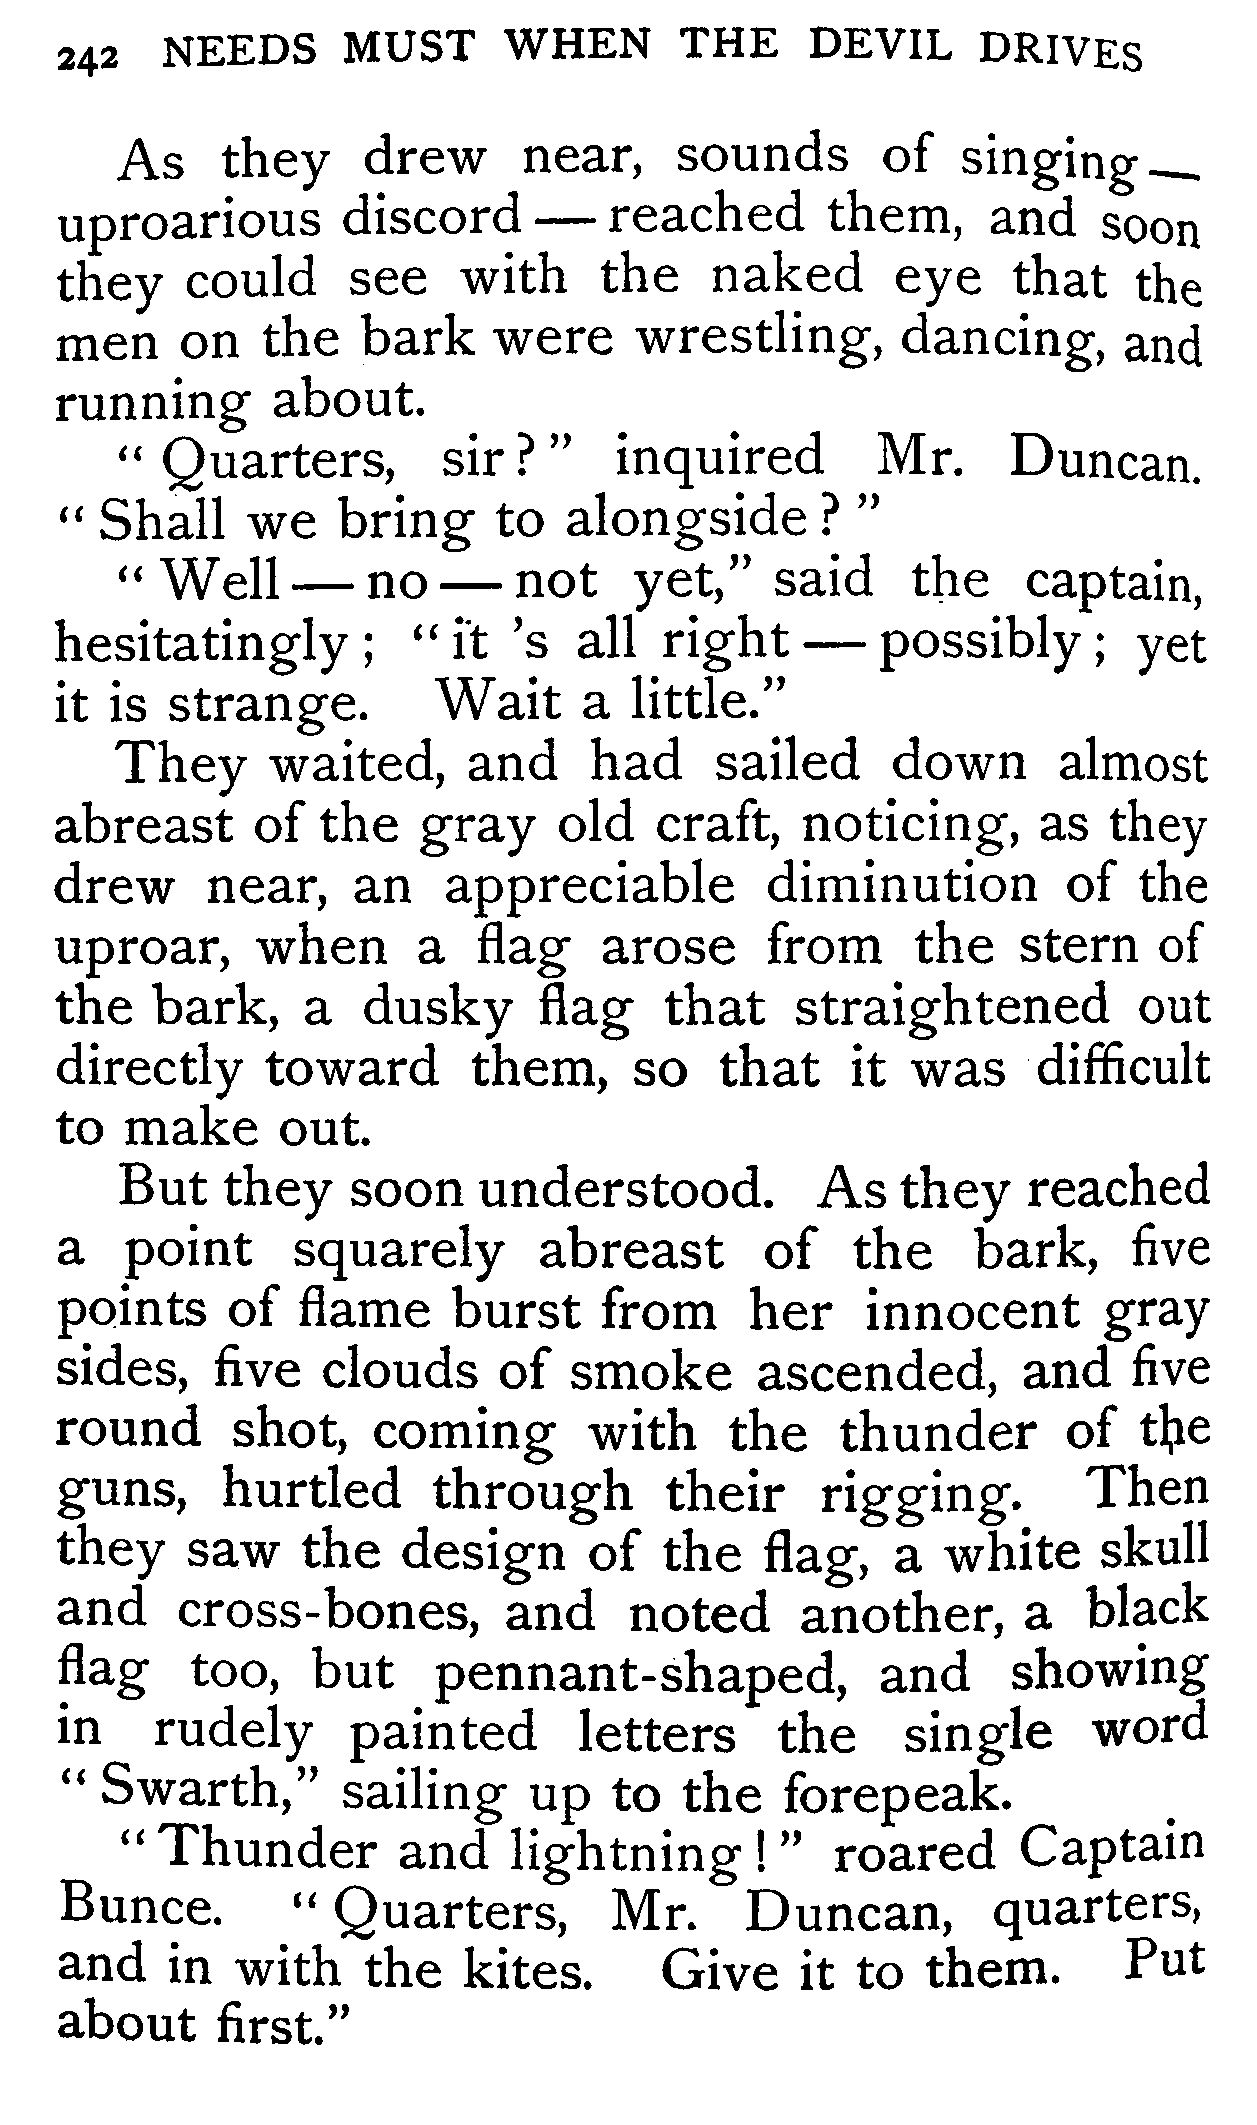 242 NEEDS MUST WHEN THE DEVIL DRIVES
As they drew near, sounds of singing—
uproarious discord — reached them, and soon
they could see with the naked eye that the
men on the bark were wrestling, dancing, and
running about.
“ Quarters, sir ? ” inquired Mr. Duncan.
“ Shall we bring to alongside ? ”
“ Well — no — not yet,” said the captain,
hesitatingly ; “ it ’s all right — possibly ; yet
it is strange. Wait a little.”
They waited, and had sailed down almost
abreast of the gray old craft, noticing, as they
drew near, an appreciable diminution of the
uproar, when a flag arose from the stern of
the bark, a dusky flag that straightened out
directly toward them, so that it was difficult
to make out.
But they soon understood. As they reached
a point squarely abreast of the bark, five
points of flame burst from her innocent gray
sides, five clouds of smoke ascended, and five
round shot, coming with the thunder of the
guns, hurtled through their rigging. Then
they saw the design of the flag, a white skull
and cross-bones, and noted another, a black
flag too, but pennant-shaped, and showing
in rudely painted letters the single word
“ Swarth,” sailing up to the forepeak.
“ Thunder and lightning ! ” roared Captain
Bunce. “ Quarters, Mr. Duncan, quarters,
and in with the kites. Give it to them. Put
about first.”